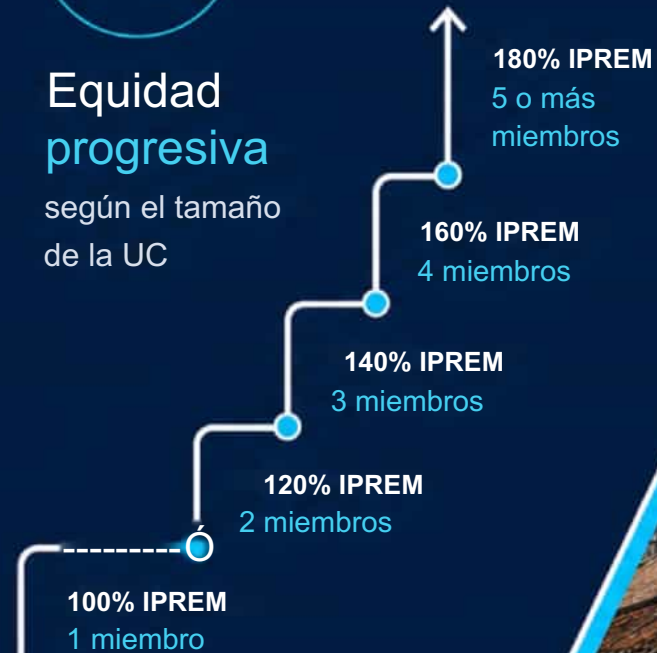 Equidad
progresiva
según el tamaño
de la UC
180% IPREM
5 o más
miembros
160% IPREM
4 miembros
140% IPREM
3 miembros
120% IPREM
2 miembros
---------Ó
100% IPREM
1 miembro